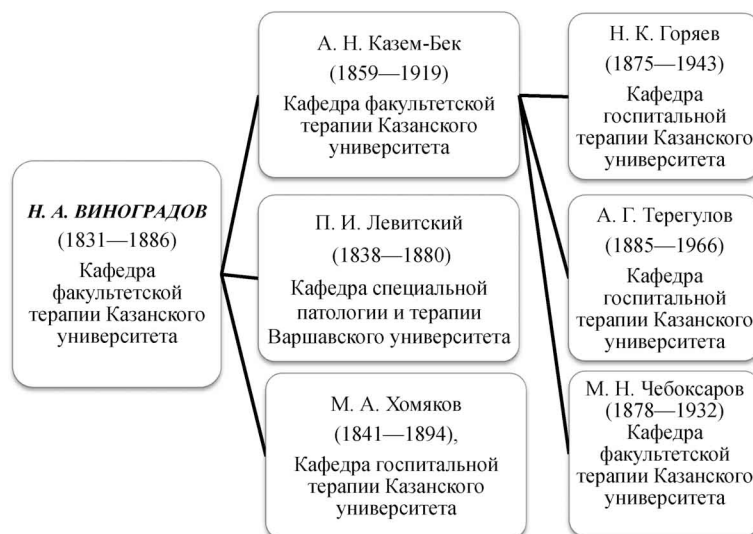 Н. А. ВИНОГРАДОВ
(1831—1886)
Кафедра
факультетской
терапии Казанского
университета
А. Н. Казем-Бек
(1859—1919)
Кафедра факультетской
терапии Казанского
университета
П. И. Левитский
(1838—1880)
Кафедра специальной
патологии и терапии
Варшавского университета
М. А. Хомяков
(1841—1894),
Кафедра госпитальной
терапии Казанского
университета
Н. К. Горяев
(1875—1943)
Кафедра
госпитальной
терапии Казанского
университета
А. Г. Терегулов
(1885—1966)
Кафедра
госпитальной
терапии Казанского
университета
М. Н. Чебоксаров
(1878—1932)
Кафедра
факультетской
терапии Казанского
университета